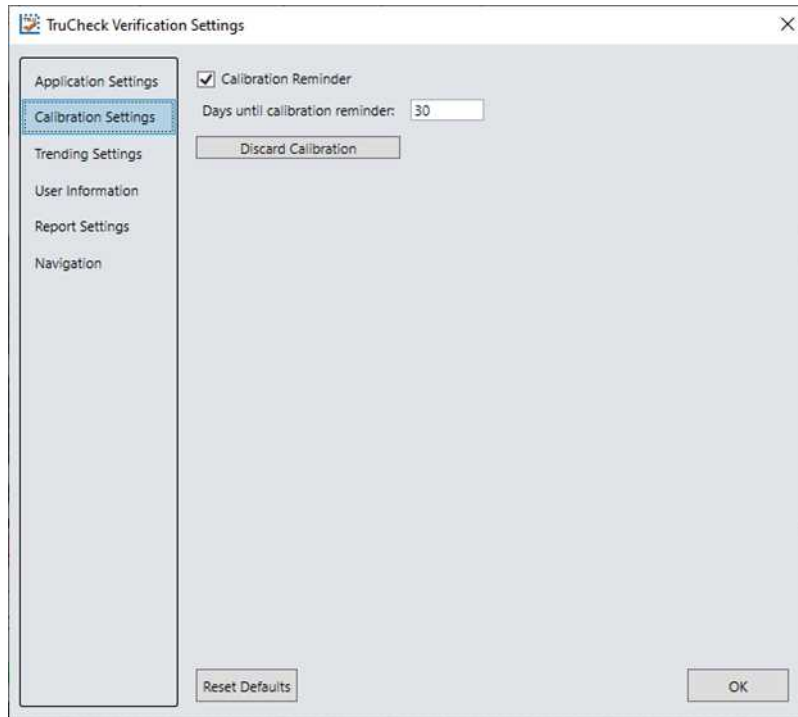 TruCheck Verification Settings
Application Settings
Calibration Settings
Trending Settings
User Information
Report Settings
Navigation
Calibration Reminder
Days until calibration reminder: 30
Discard Calibration
Reset Defaults
OK